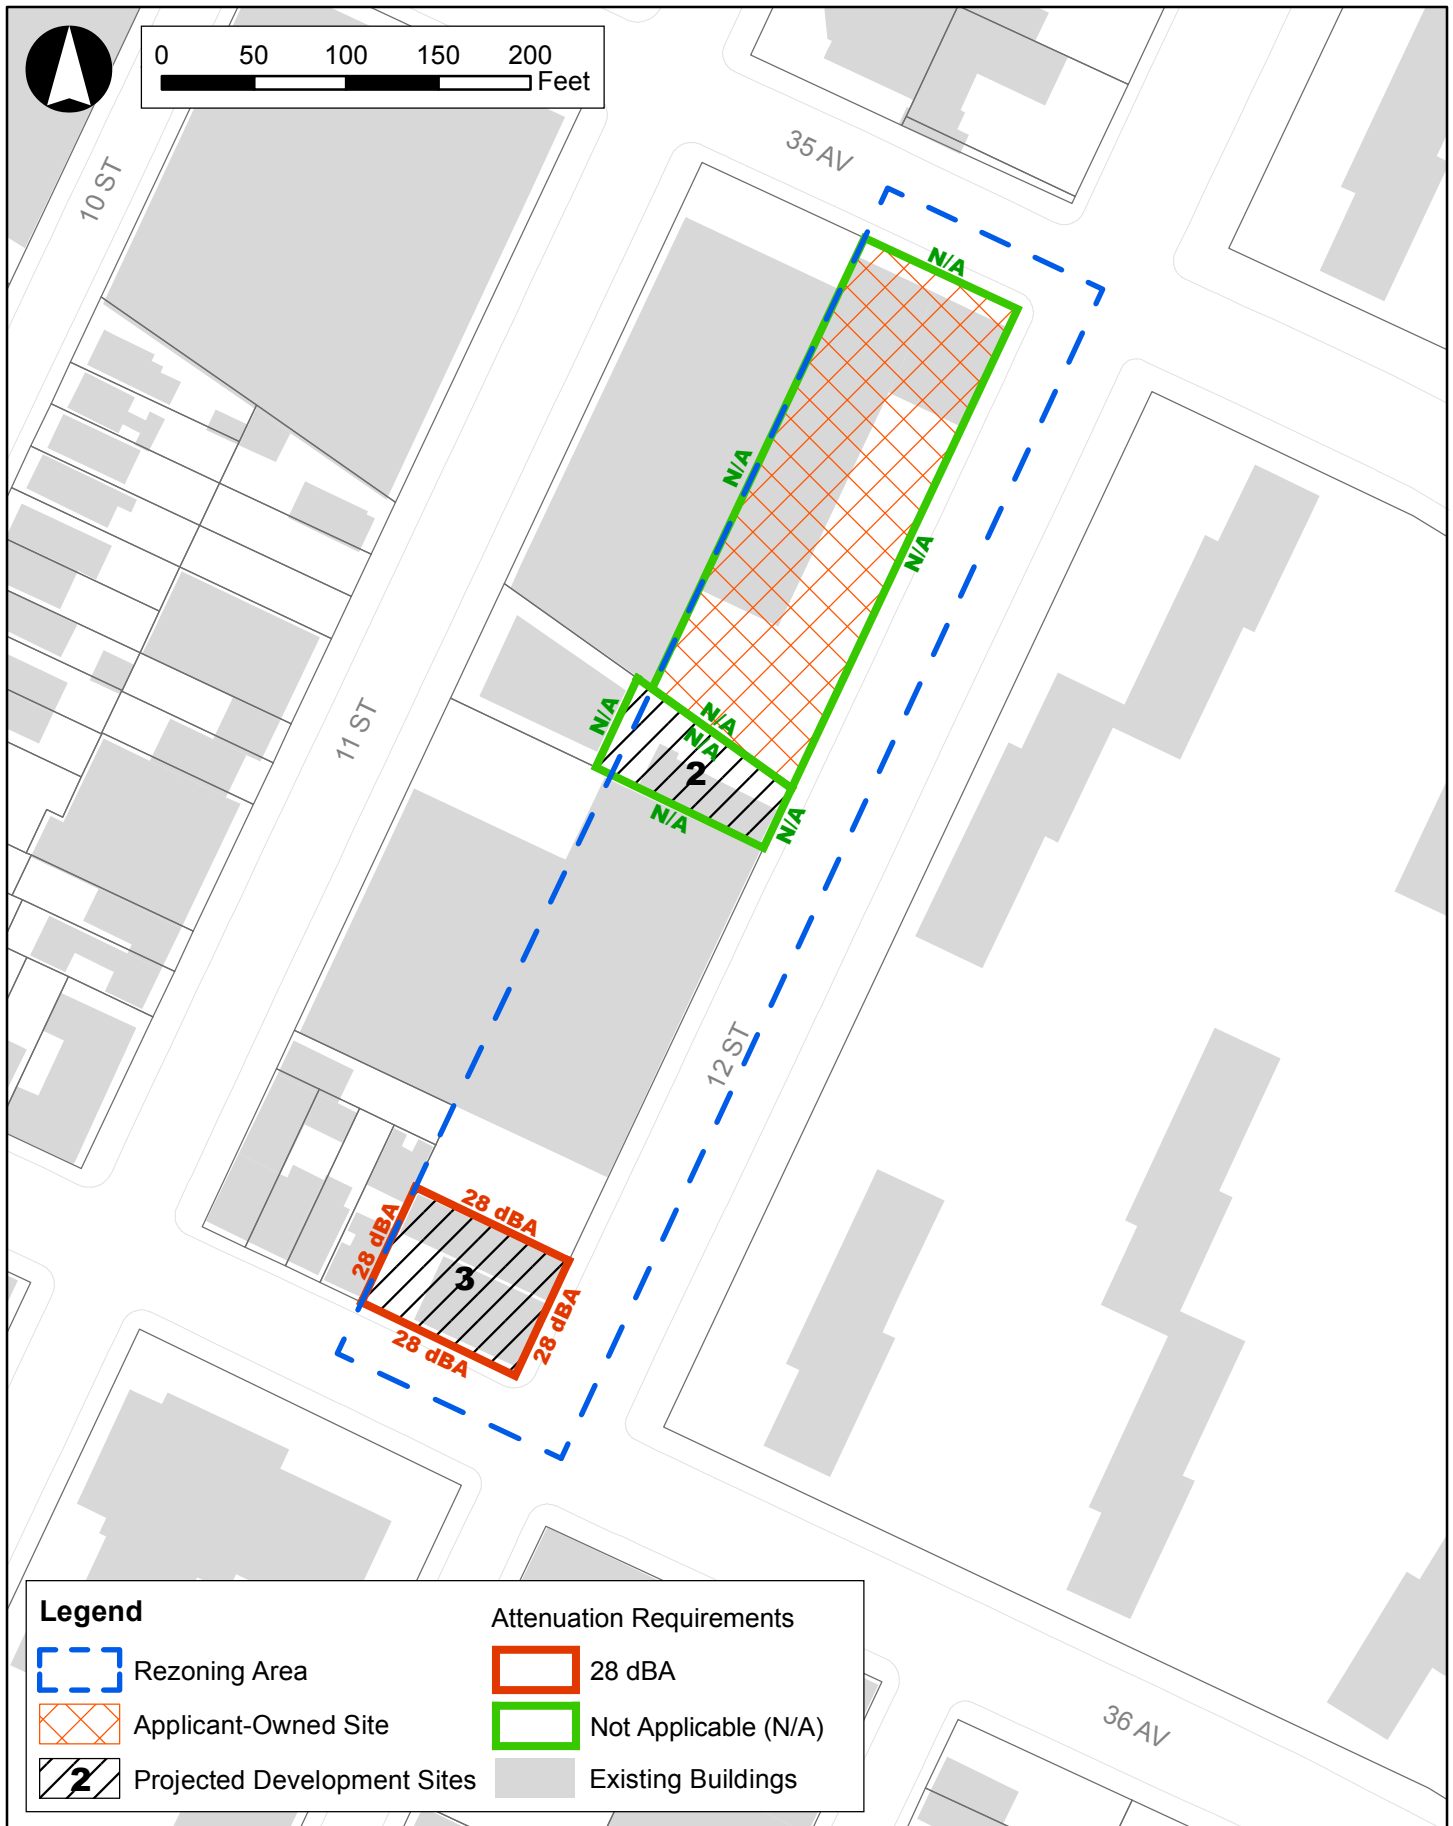 0 50 100 150 200
Feet
35 AV
10 ST
N/A
N/A
N/A
11 ST
N/A
N/A
N/A
2
N/A
N/A
12 ST
28 dBA
28 dBA
3
28 dBA
28 dBA
Legend
Rezoning Area
Applicant-Owned Site
2 Projected Development Sites
Attenuation Requirements
28 dBA
Not Applicable (N/A)
Existing Buildings
36 AV